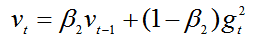 v_t = β_2 v_{t-1} + (1 − β_2) g_t^2